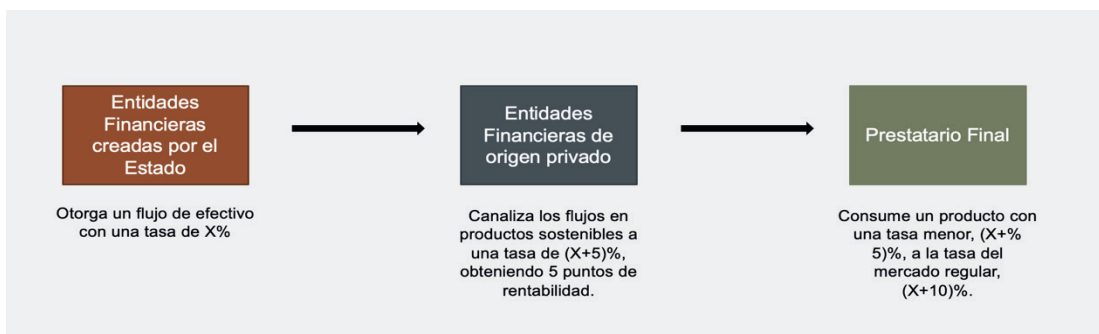 Entidades
Financieras
creadas por el
Estado
Otorga un flujo de efectivo
con una tasa de X%
Entidades
Financieras de
origen privado
Canaliza los flujos en
productos sostenibles a
una tasa de (X+5)%,
obteniendo 5 puntos de
rentabilidad.
Prestatario Final
Consume un producto con
una tasa menor, (X+%
5)%, a la tasa del
mercado regular,
(X+10)%.